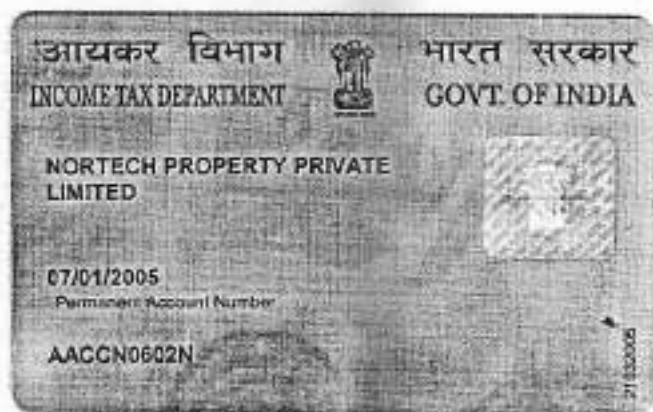 आयकर विभाग
भारत सरकार
INCOME TAX DEPARTMENT
GOVT. OF INDIA
NORTECH PROPERTY PRIVATE
LIMITED
07/01/2005
Permanent Account Number
AACCN0602N